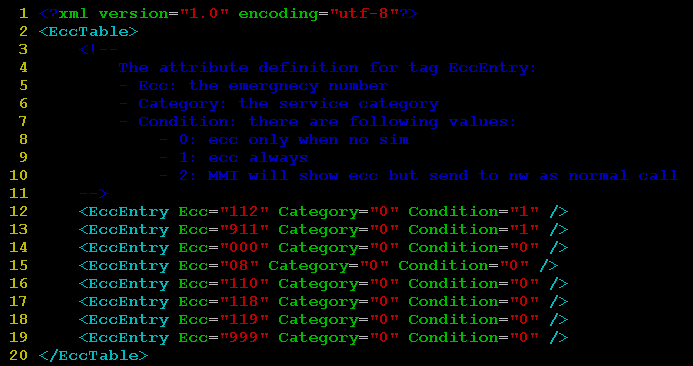 1 <?xml version="1.0" encoding="utf-8"?>
2 <EccTable>
3 <!--
4 The attribute definition for tag EccEntry:
5 - Ecc: the emergnecy number
6 - Category: the service category
7 - Condition: there are following values:
8 - 0: ecc only when no sim
9 - 1: ecc always
10 - 2: MMI will show ecc but send to nw as normal call
11 -->
12 <EccEntry Ecc="112" Category="0" Condition="1" />
13 <EccEntry Ecc="911" Category="0" Condition="1" />
14 <EccEntry Ecc="000" Category="0" Condition="0" />
15 <EccEntry Ecc="08" Category="0" Condition="0" />
16 <EccEntry Ecc="110" Category="0" Condition="0" />
17 <EccEntry Ecc="118" Category="0" Condition="0" />
18 <EccEntry Ecc="119" Category="0" Condition="0" />
19 <EccEntry Ecc="999" Category="0" Condition="0" />
20 </EccTable>